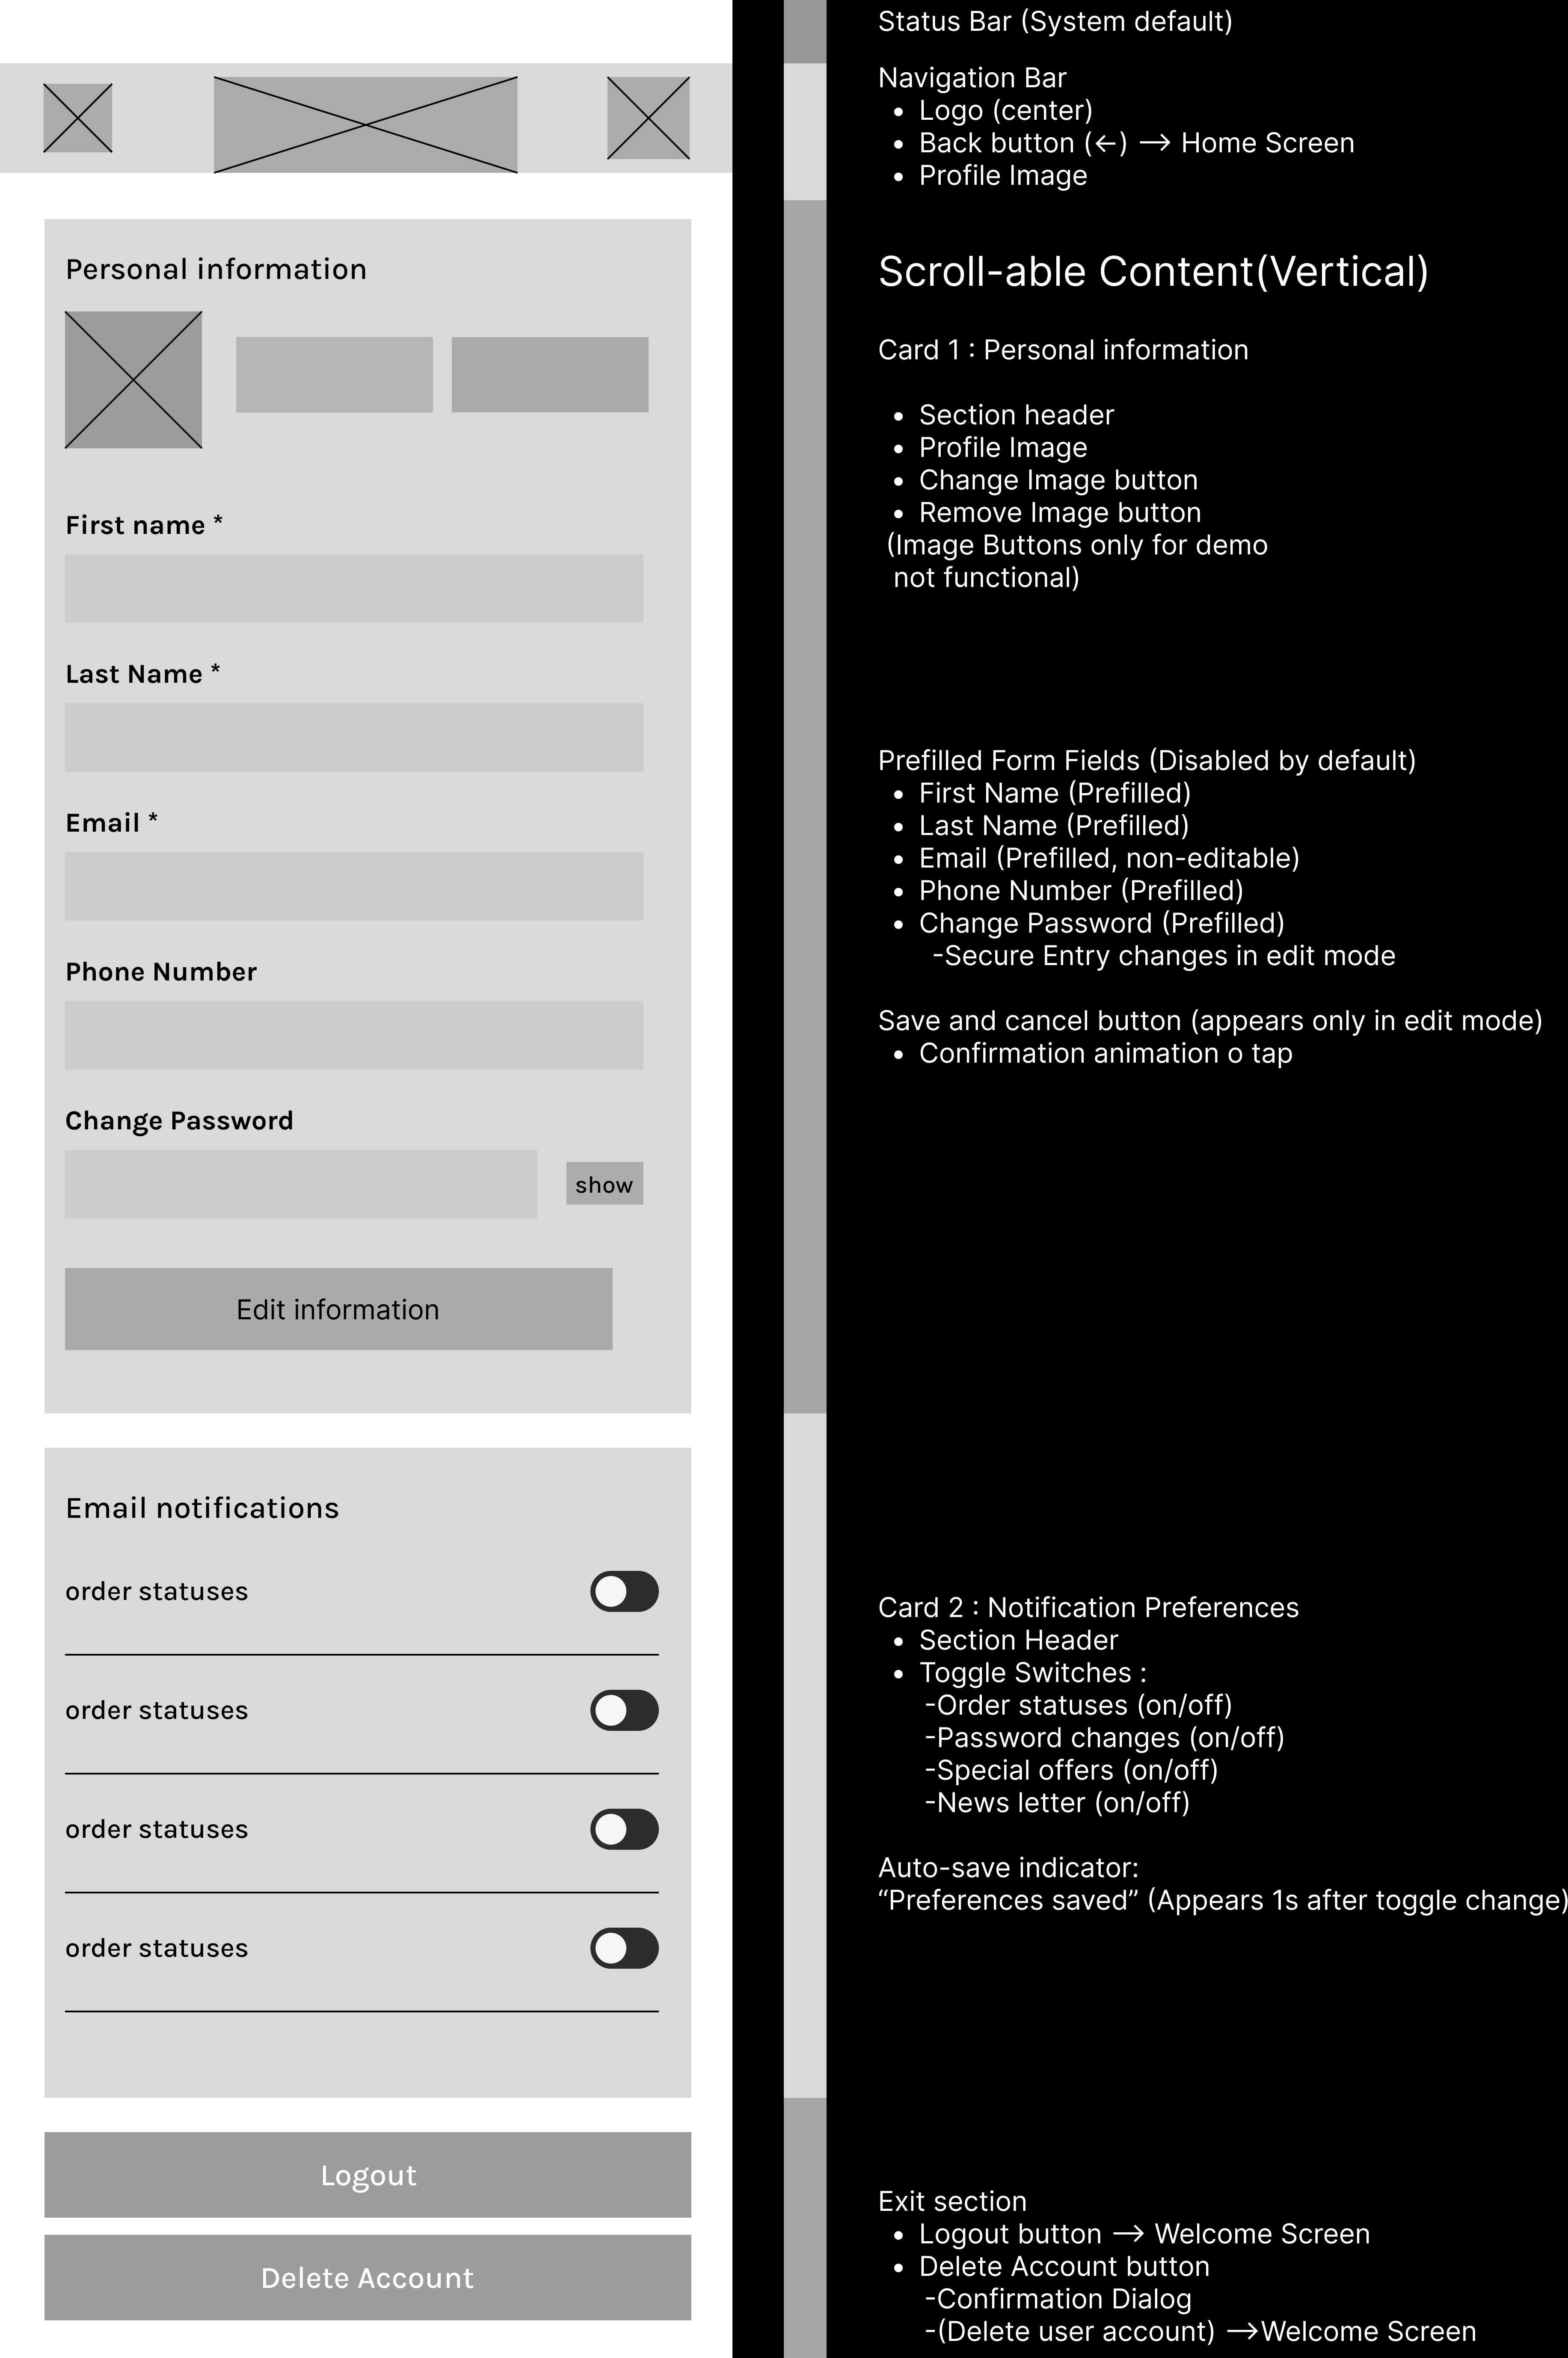 Personal information
First name *
Last Name *
Email *
Phone Number
Change Password
show
Edit information
Email notifications
order statuses
order statuses
order statuses
order statuses
Logout
Delete Account
Status Bar (System default)
Navigation Bar
• Logo (center)
• Back button (←) → Home Screen
• Profile Image
Scroll-able Content(Vertical)
Card 1 : Personal information
• Section header
• Profile Image
• Change Image button
• Remove Image button
(Image Buttons only for demo
not functional)
Prefilled Form Fields (Disabled by default)
• First Name (Prefilled)
• Last Name (Prefilled)
• Email (Prefilled, non-editable)
• Phone Number (Prefilled)
• Change Password (Prefilled)
-Secure Entry changes in edit mode
Save and cancel button (appears only in edit mode)
• Confirmation animation o tap
Card 2 : Notification Preferences
• Section Header
• Toggle Switches :
-Order statuses (on/off)
-Password changes (on/off)
-Special offers (on/off)
-News letter (on/off)
Auto-save indicator:
“Preferences saved” (Appears 1s after toggle change)
Exit section
• Logout button → Welcome Screen
• Delete Account button
-Confirmation Dialog
-(Delete user account) →Welcome Screen